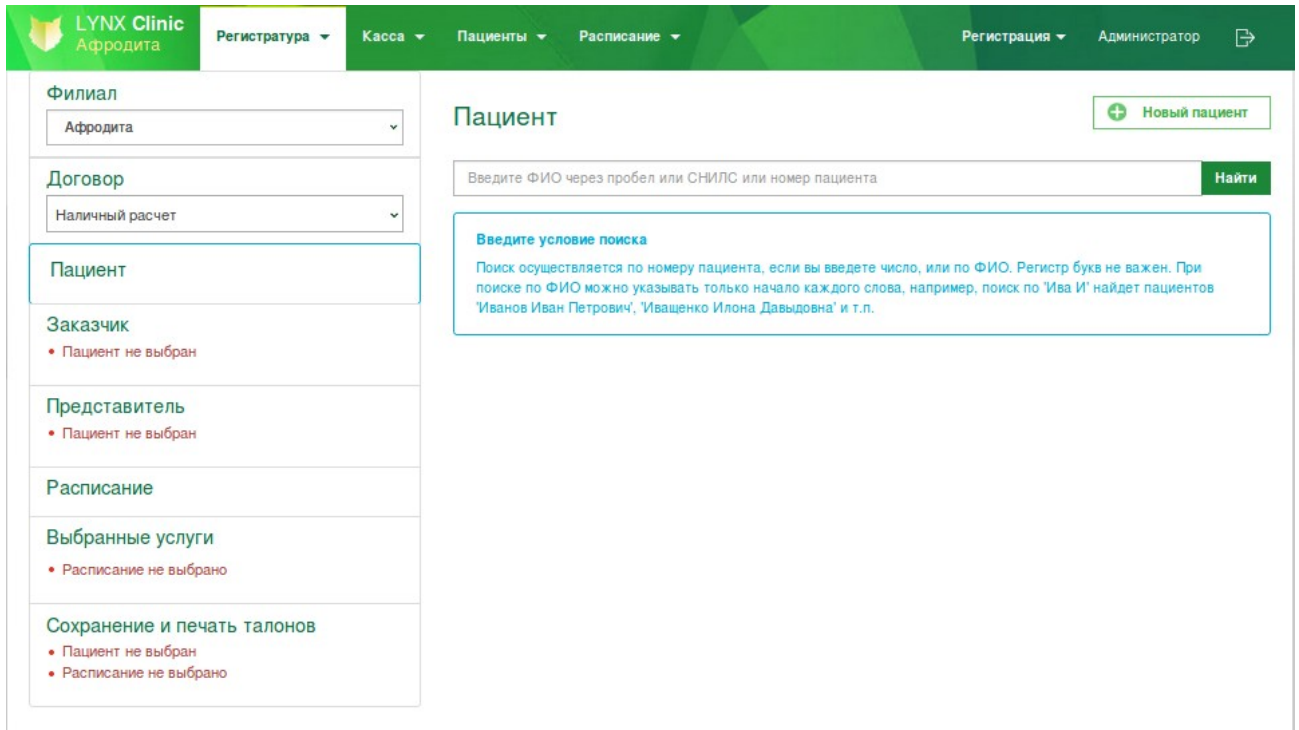 LYNX Clinic
Афродита
Регистратура
Касса
Пациенты
Расписание
Регистрация
Администратор
Филиал
Афродита
Договор
Наличный расчет
Пациент
Заказчик
• Пациент не выбран
Представитель
• Пациент не выбран
Расписание
Выбранные услуги
• Расписание не выбрано
Сохранение и печать талонов
• Пациент не выбран
• Расписание не выбрано
Пациент
Новый пациент
Введите ФИО через пробел или СНИЛС или номер пациента
Найти
Введите условие поиска
Поиск осуществляется по номеру пациента, если вы введете число, или по ФИО. Регистр букв не важен. При
поиске по ФИО можно указывать только начало каждого слова, например, поиск по 'Ива И' найдет пациентов
'Иванов Иван Петрович', 'Иващенко Илона Давыдовна' и т.п.